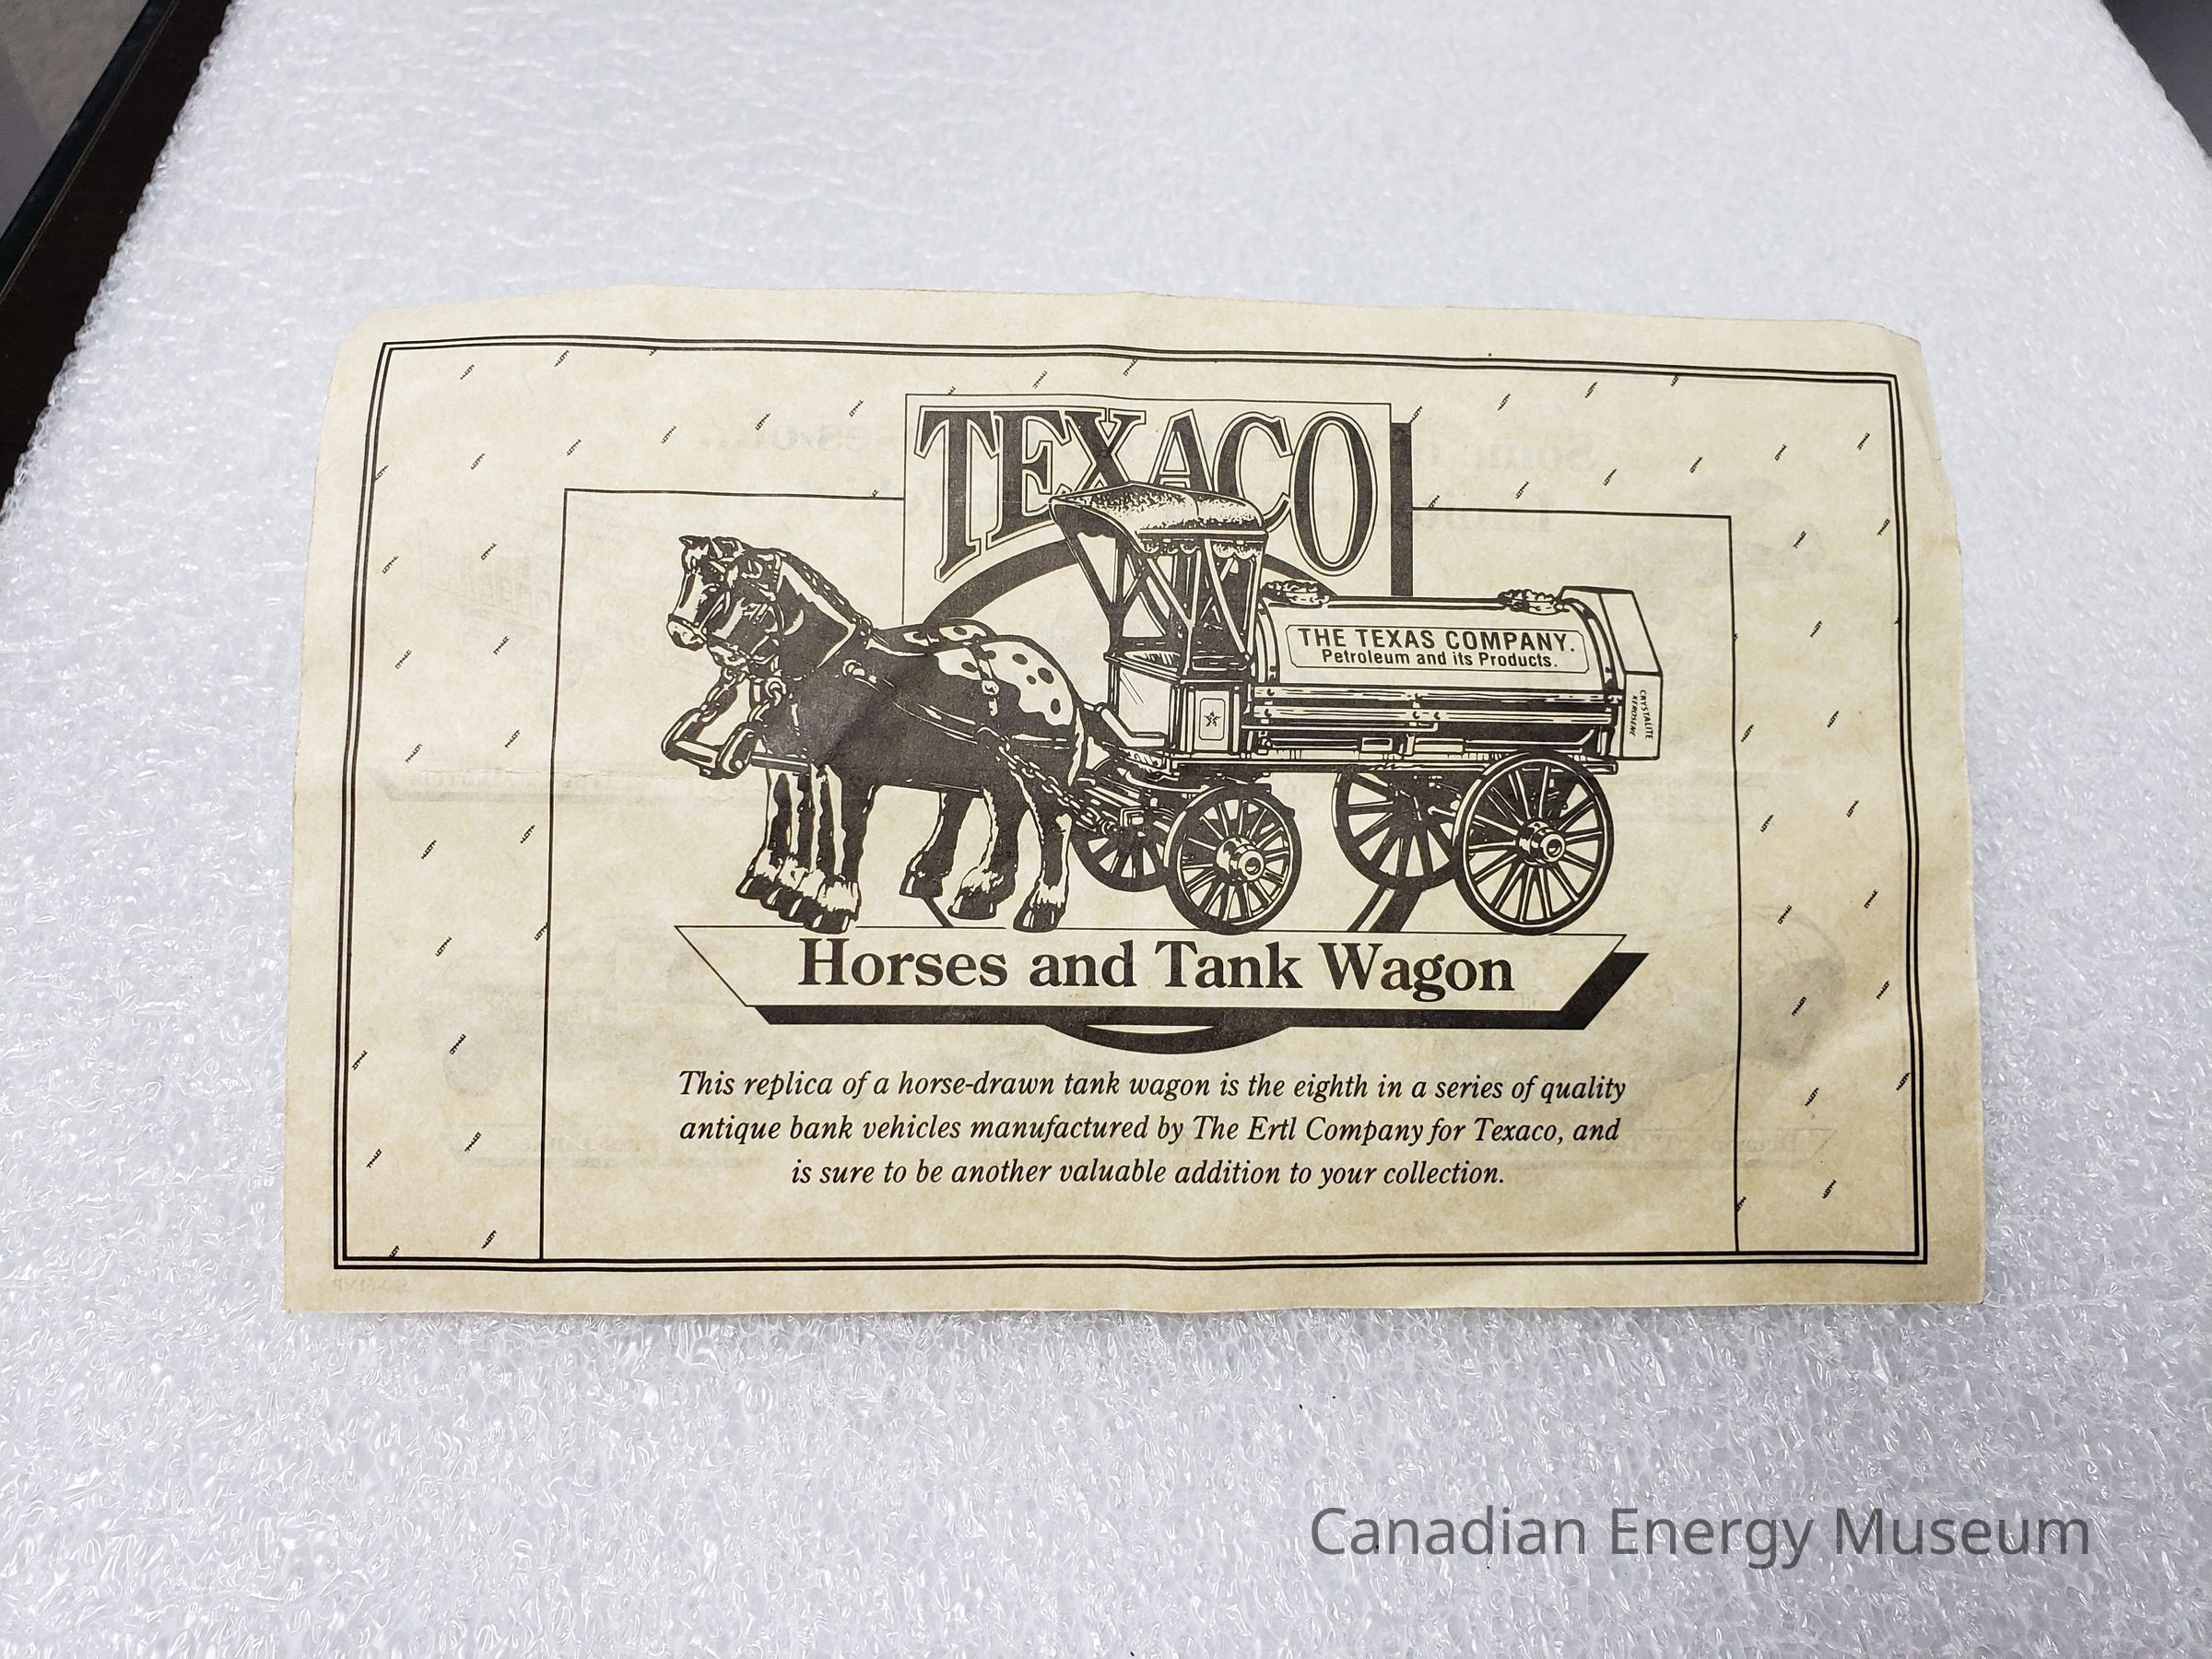 TEXACO
THE TEXAS COMPANY.
Petroleum and its Products.
CRYSTALITE
KEROSENE
Horses and Tank Wagon
This replica of a horse-drawn tank wagon is the eighth in a series of quality
antique bank vehicles manufactured by The Ertl Company for Texaco, and
is sure to be another valuable addition to your collection.
Canadian Energy Museum